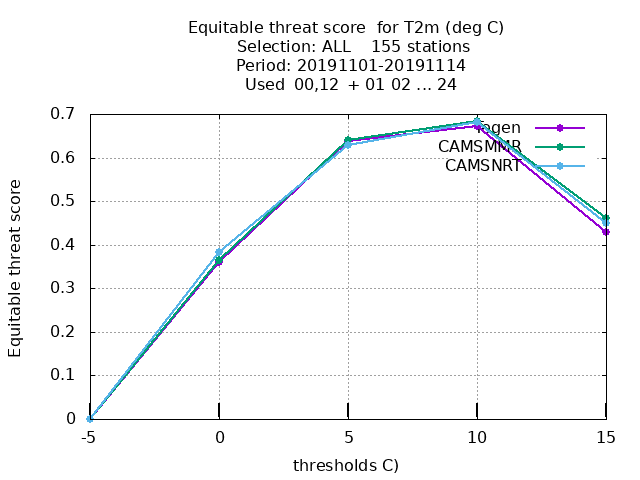 Equitable threat score for T2m (deg C)
Selection: ALL 155 stations
Period: 20191101-20191114
Used 00,12 + 01 02 ... 24
Equitable threat score
0.7
0.6
0.5
0.4
0.3
0.2
0.1
0
CAMSMMR
CAMSNRT
-5
0
5
10
15
thresholds C)